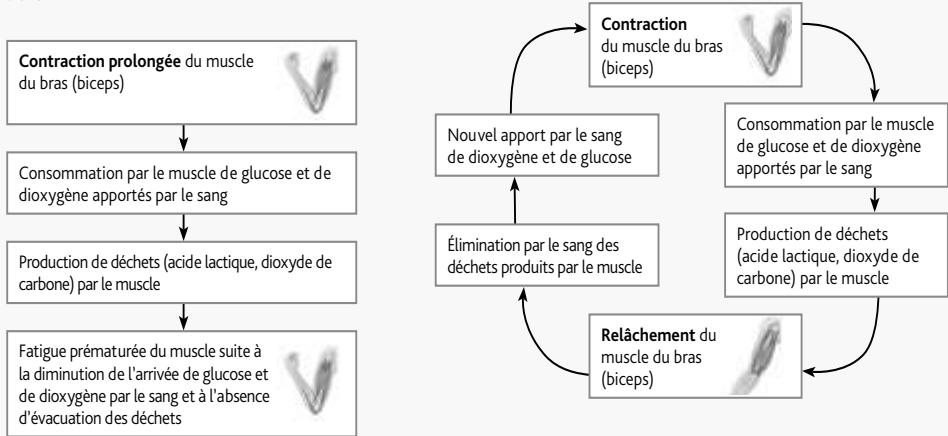 Contraction prolongée du muscle
du bras (biceps)
Consommation par le muscle de glucose et de
dioxygène apportés par le sang
Production de déchets (acide lactique, dioxyde de
carbone) par le muscle
Fatigue prématurée du muscle suite à
la diminution de l'arrivée de glucose et
de dioxygène par le sang et à l'absence
d'évacuation des déchets
Contraction
du muscle du bras
(biceps)
Consommation par le muscle
de glucose et de dioxygène
apportés par le sang
Production de déchets
(acide lactique, dioxyde de
carbone) par le muscle
Relâchement du
muscle du bras
(biceps)
Élimination par le sang des
déchets produits par le muscle
Nouvel apport par le sang
de dioxygène et de glucose